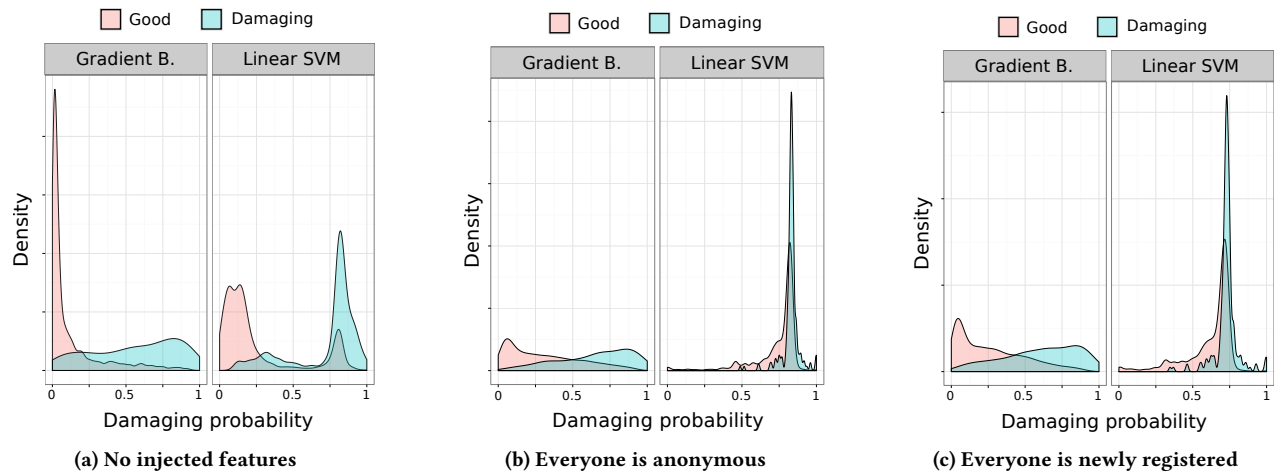 Good Damaging
Gradient B. Linear SVM
Density
0 0.5 1 0 0.5 1
Damaging probability
(a) No injected features
Good Damaging
Gradient B. Linear SVM
Density
0 0.5 1 0 0.5 1
Damaging probability
(b) Everyone is anonymous
Good Damaging
Gradient B. Linear SVM
Density
0 0.5 1 0 0.5 1
Damaging probability
(c) Everyone is newly registered